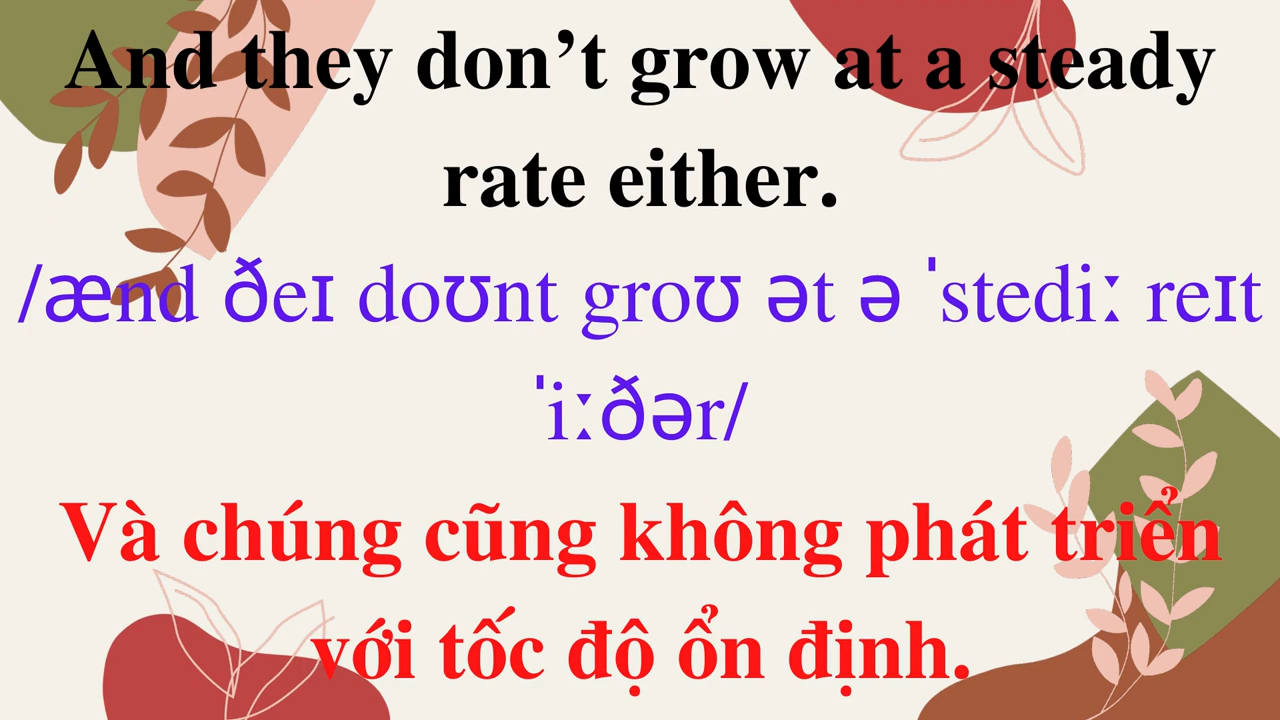 And they don’t grow at a steady
rate either.
/ænd ðeɪ doʊnt groʊ ət ə ˈstediː reɪt
ˈiːðər/
Và chúng cũng không phát triển
với tốc độ ổn định.